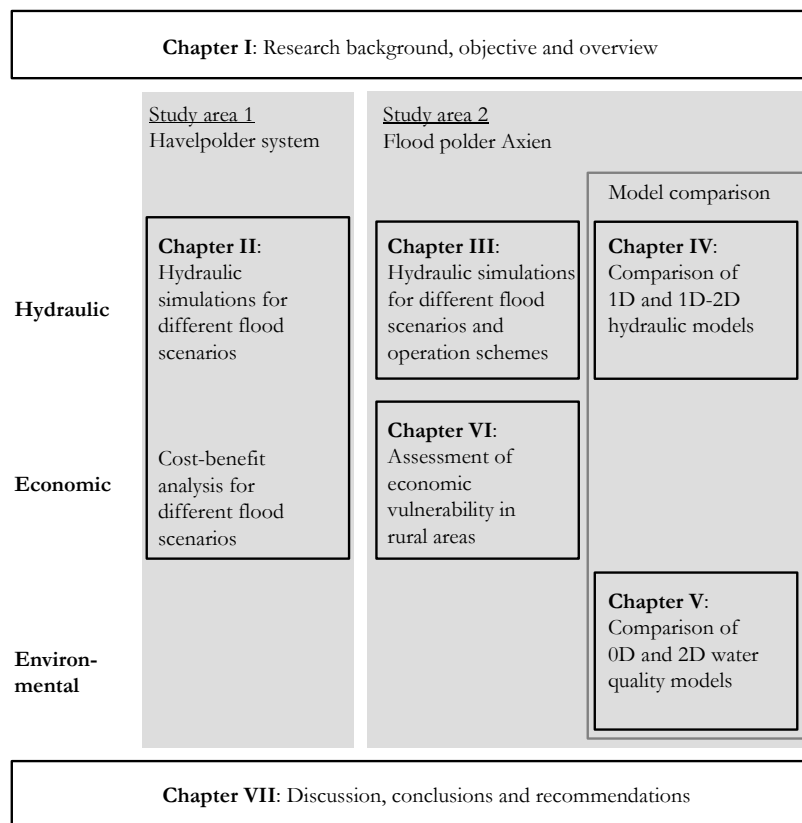 Chapter I: Research background, objective and overview
Study area 1
Havelpolder system
Study area 2
Flood polder Axien
Model comparison
Hydraulic
Chapter II:
Hydraulic
simulations for
different flood
scenarios
Chapter III:
Hydraulic simulations
for different flood
scenarios and
operation schemes
Chapter IV:
Comparison of
1D and 1D-2D
hydraulic models
Economic
Cost-benefit
analysis for
different flood
scenarios
Chapter VI:
Assessment of
economic
vulnerability in
rural areas
Environ-
mental
Chapter V:
Comparison of
0D and 2D water
quality models
Chapter VII: Discussion, conclusions and recommendations